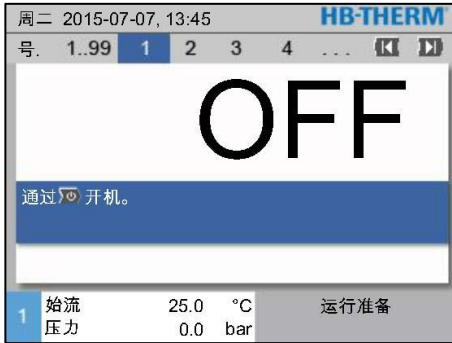 周二 2015-07-07, 13:45 HB-THERM
号. 1..99 1 2 3 4 ...
OFF
通过 开机。
1 始流 25.0 °C 运行准备
压力 0.0 bar